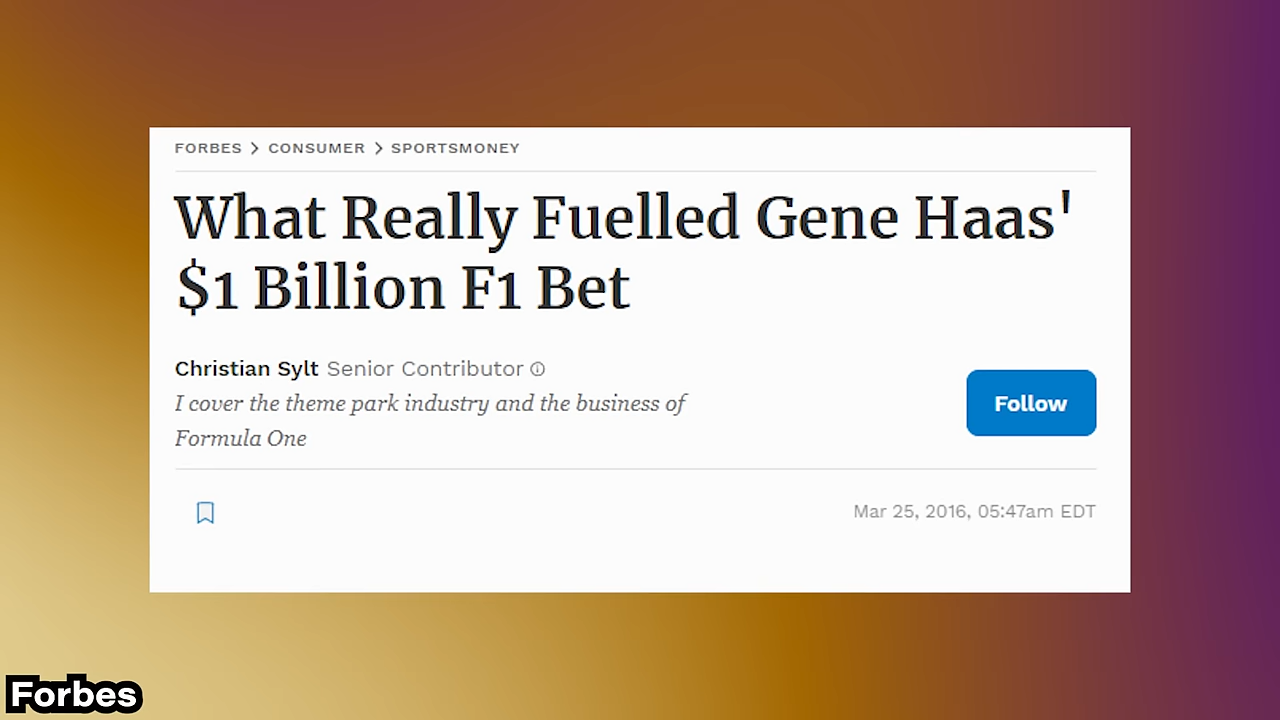 FORBES > CONSUMER > SPORTSMONEY
What Really Fuelled Gene Haas'
$1 Billion F1 Bet
Christian Sylt Senior Contributor
I cover the theme park industry and the business of
Formula One
Follow
Mar 25, 2016, 05:47am EDT
Forbes